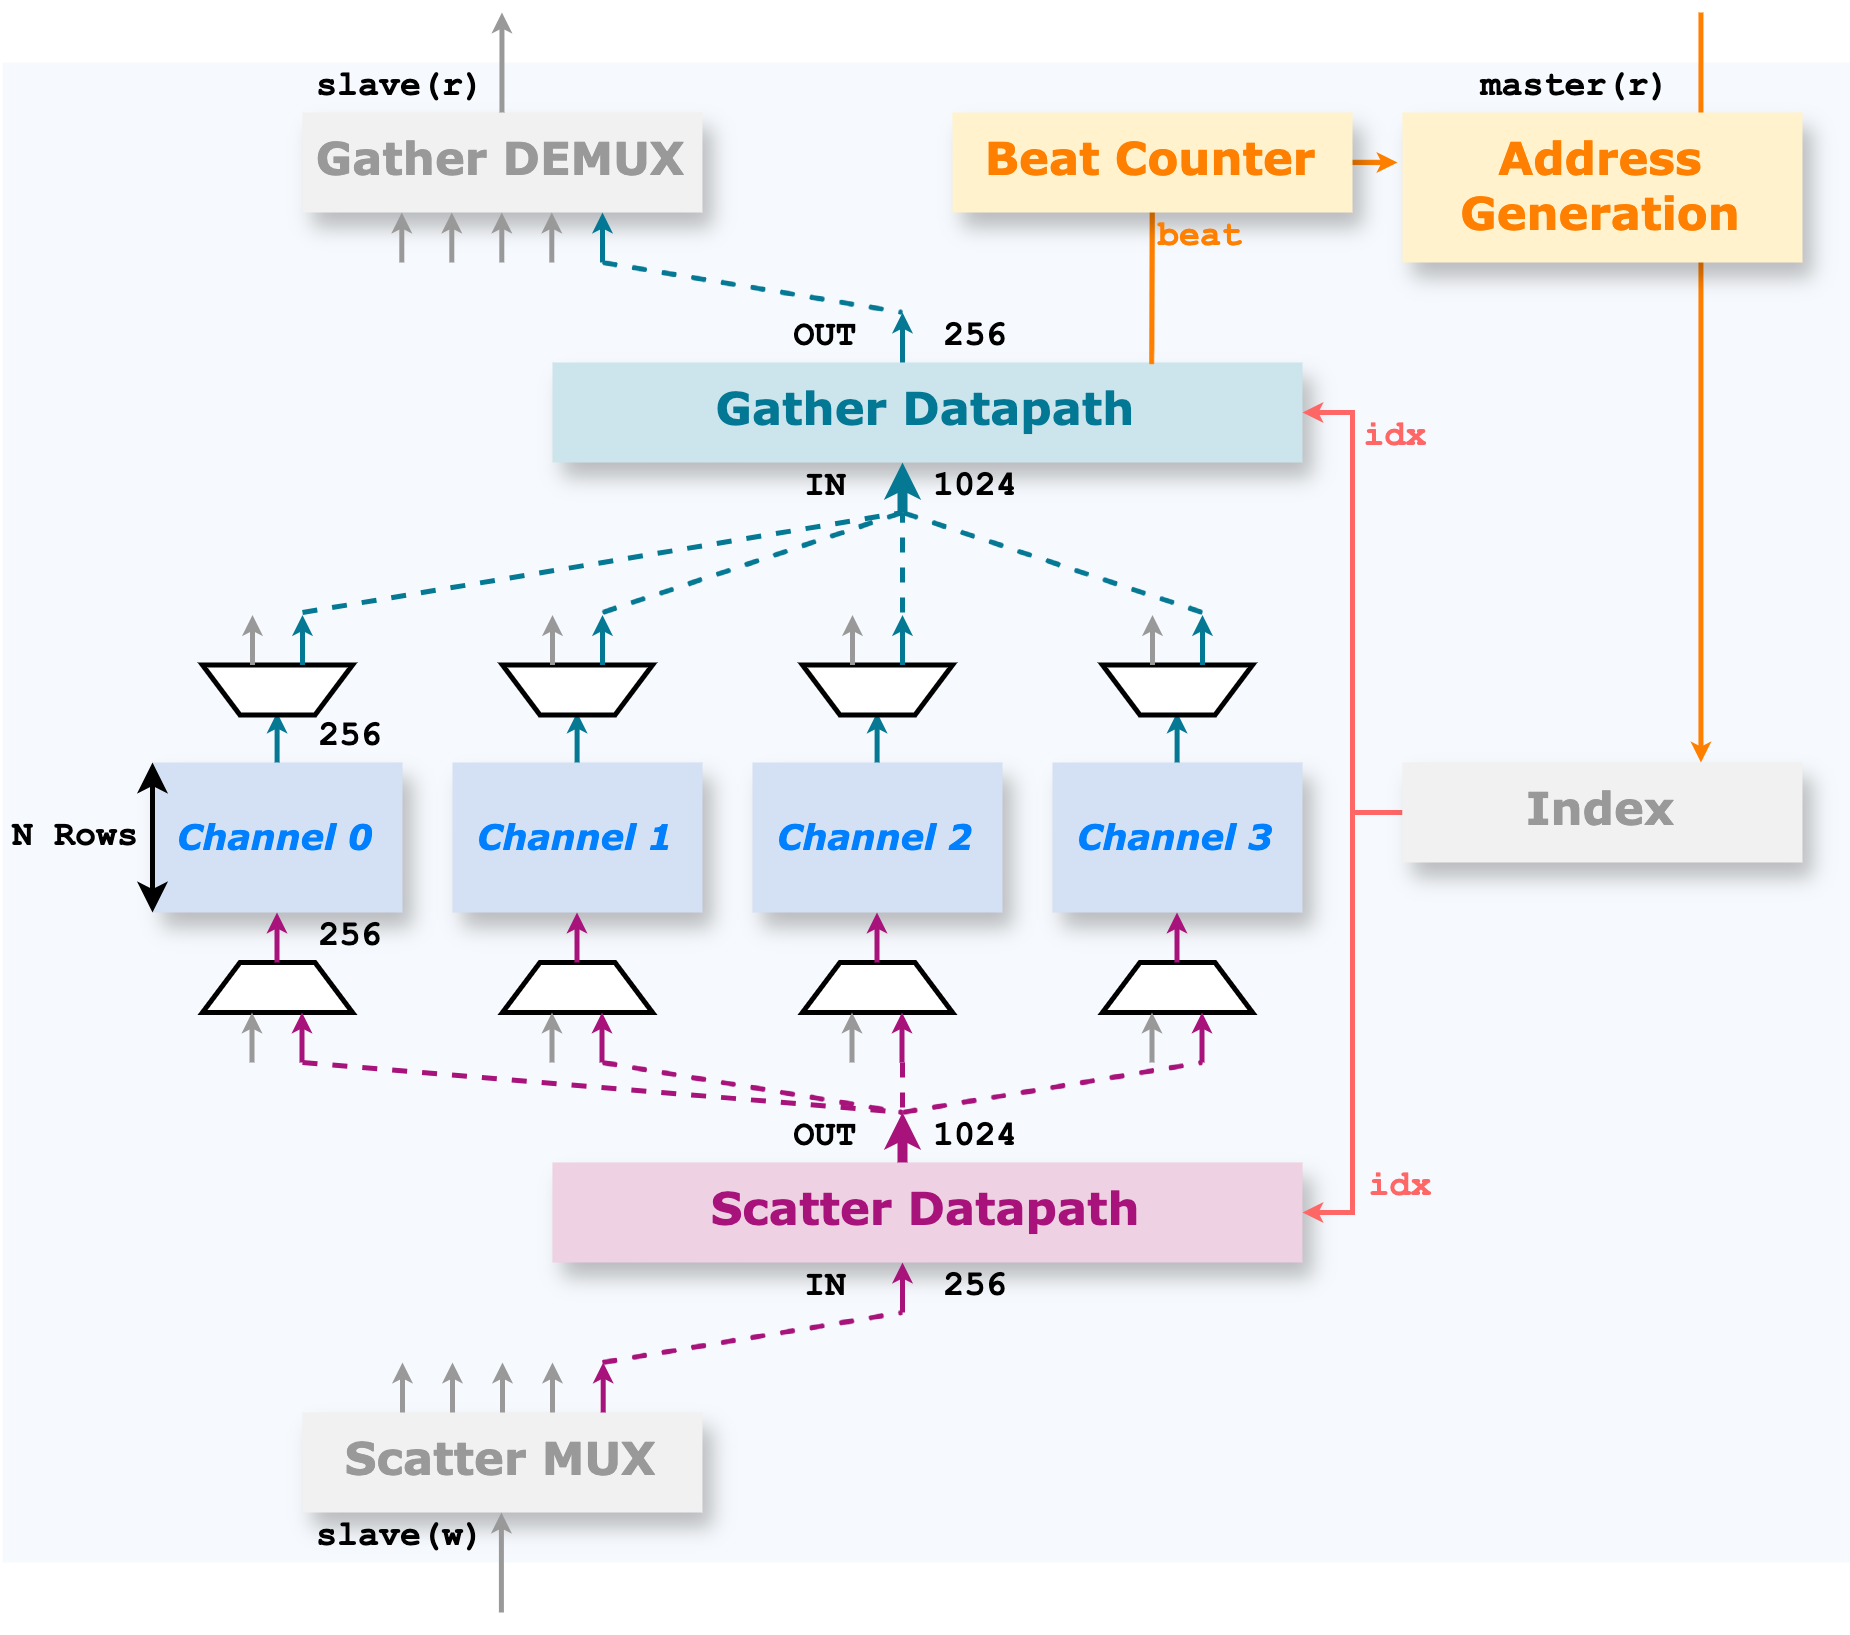 slave(r)
master(r)
Gather DEMUX
Beat Counter
Address
Generation
beat
OUT 256
Gather Datapath
idx
IN 1024
256
N Rows
Channel 0
Channel 1
Channel 2
Channel 3
Index
256
OUT 1024
Scatter Datapath
idx
IN 256
Scatter MUX
slave(w)